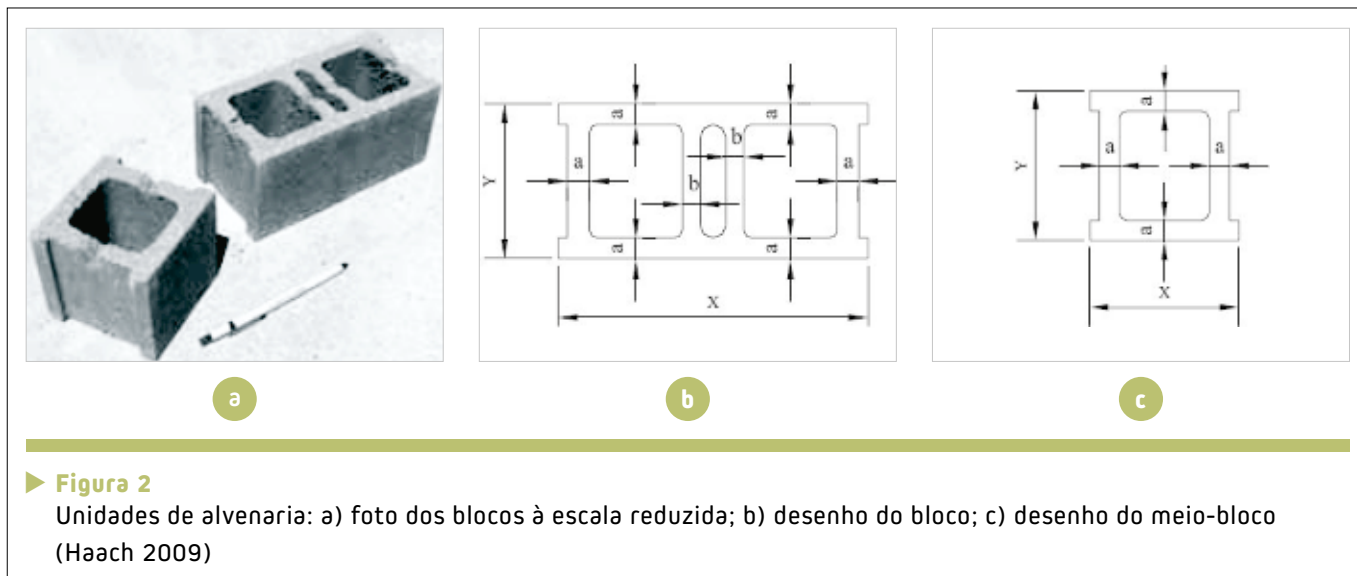 a
a
b
a
a
Y
b
a
a
X
a
Y
a
a
a
X
a
b
c
Figura 2
Unidades de alvenaria: a) foto dos blocos à escala reduzida; b) desenho do bloco; c) desenho do meio-bloco
(Haach 2009)